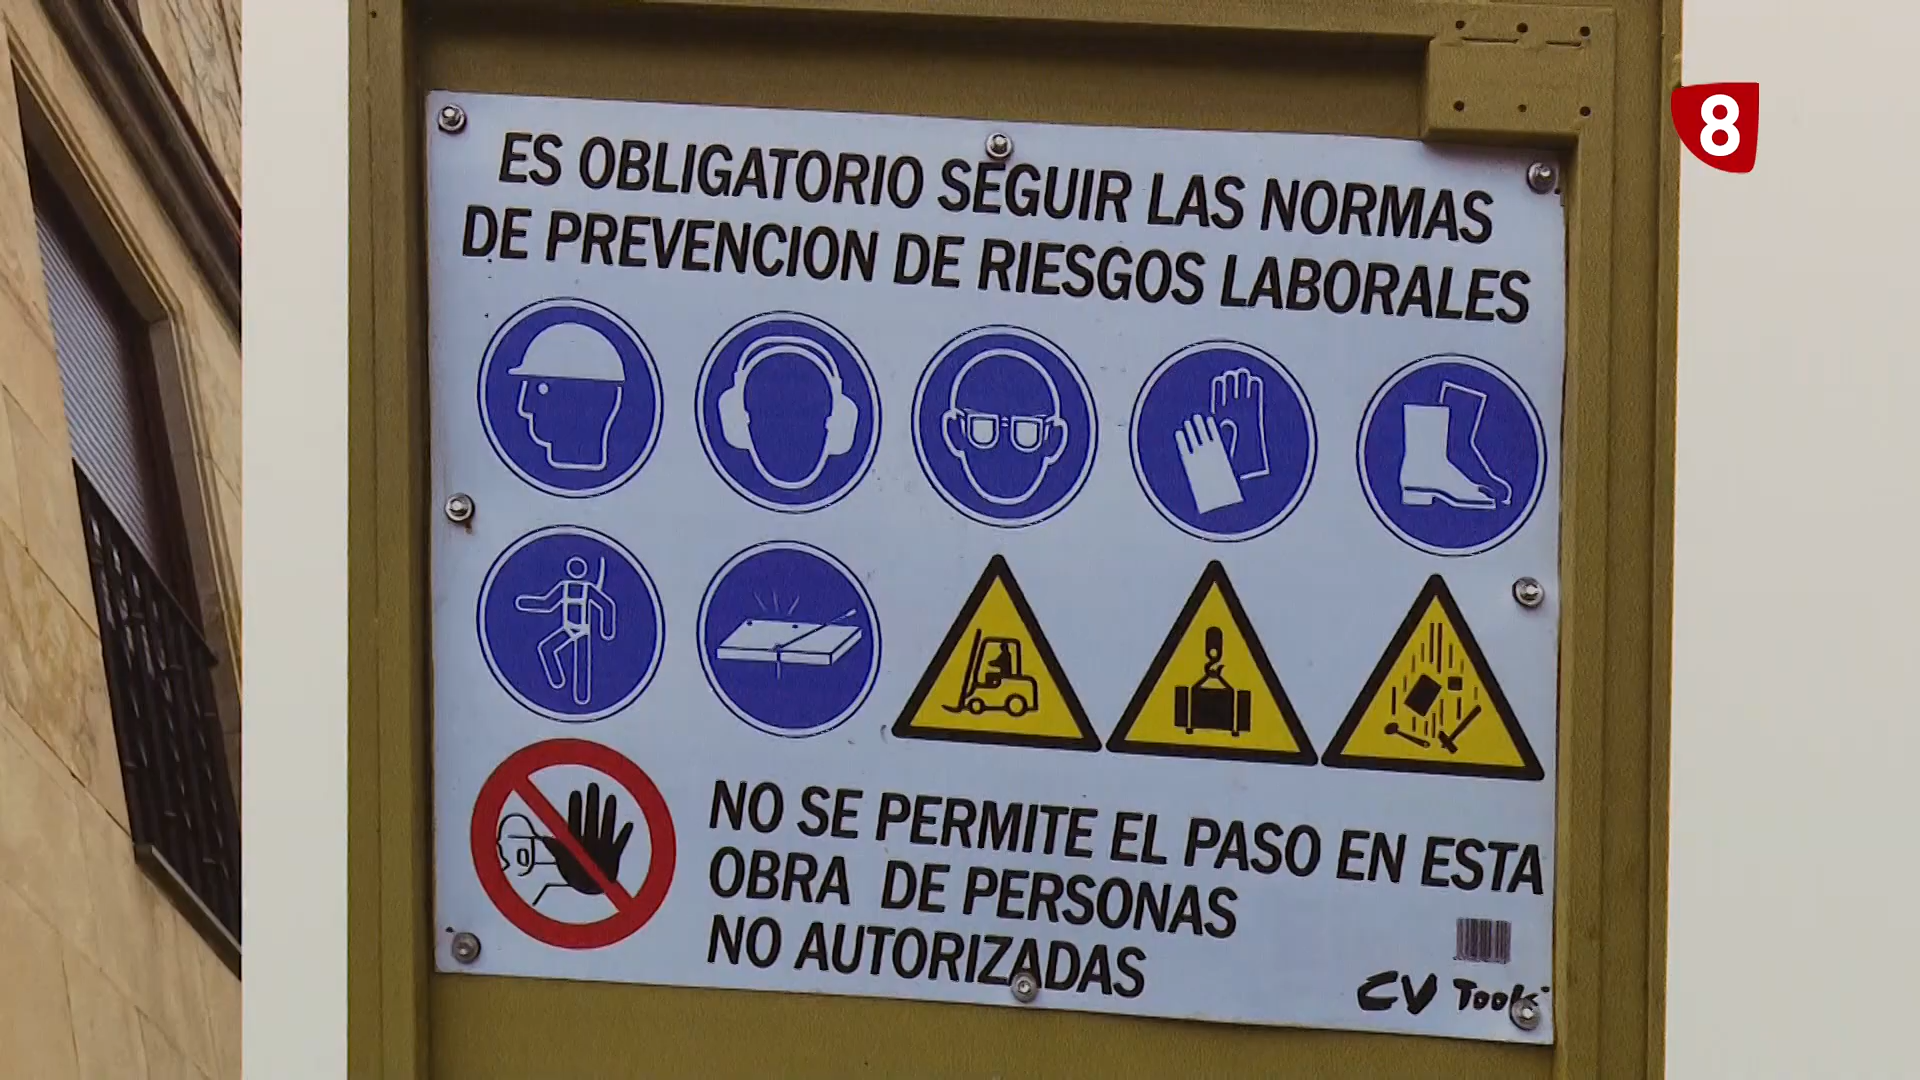 8
ES OBLIGATORIO SEGUIR LAS NORMAS
DE PREVENCION DE RIESGOS LABORALES
NO SE PERMITE EL PASO EN ESTA
OBRA DE PERSONAS
NO AUTORIZADAS
CV Tools